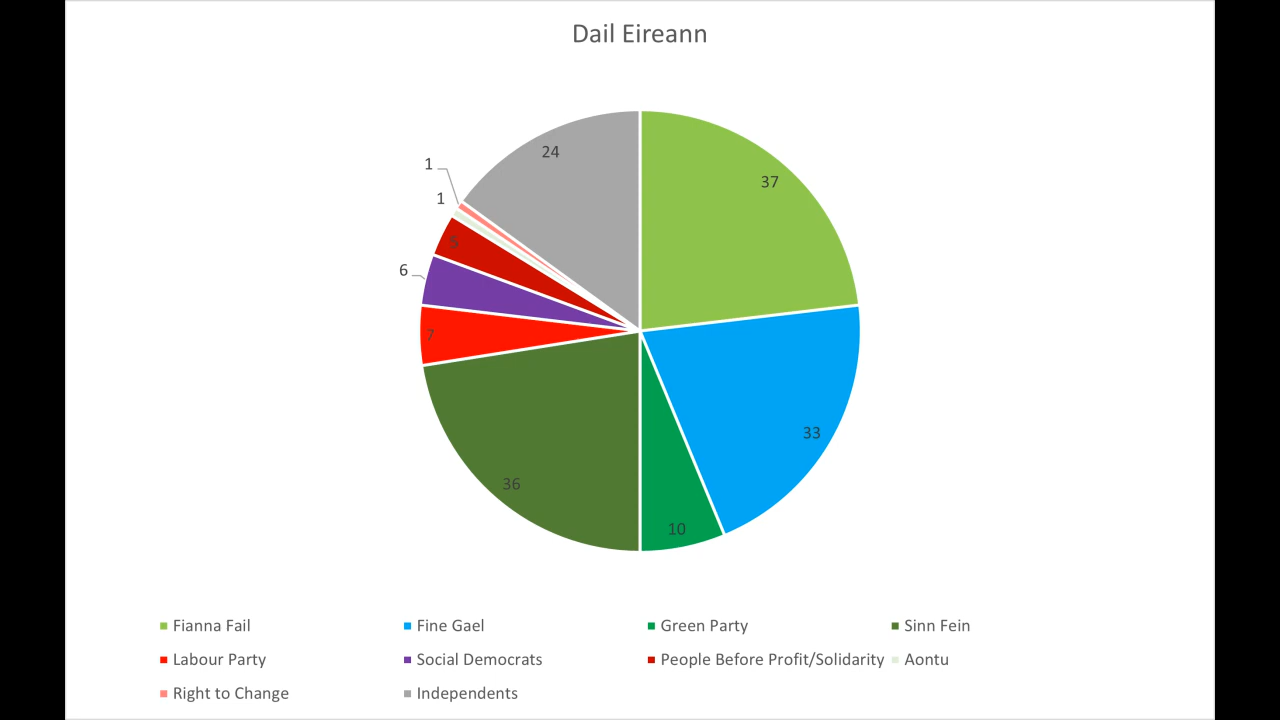 Dail Eireann
24
37
1
1
5
6
7
33
36
10
Fianna Fail
Fine Gael
Green Party
Sinn Fein
Labour Party
Social Democrats
People Before Profit/Solidarity
Aontu
Right to Change
Independents